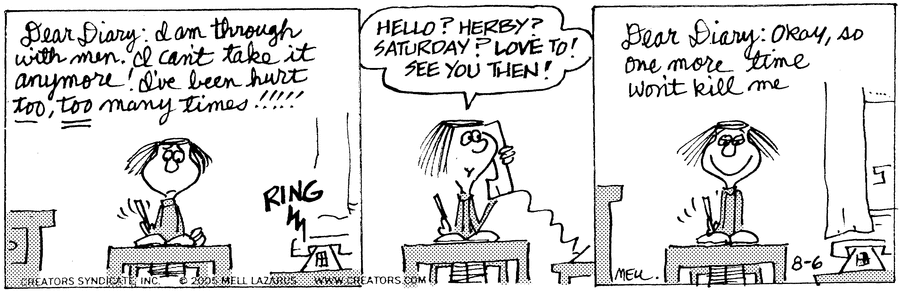 Dear Diary: I am through
with men. I can't take it
anymore! I've been hurt
too, too many times!!!!!
RING
HELLO? HERBY?
SATURDAY? LOVE TO!
SEE YOU THEN!
Dear Diary: Okay, so
one more time
won't kill me
CREATORS SYNDICATE, INC. © 2005 MELL LAZARUS WWW.CREATORS.COM
MELL.
8-6